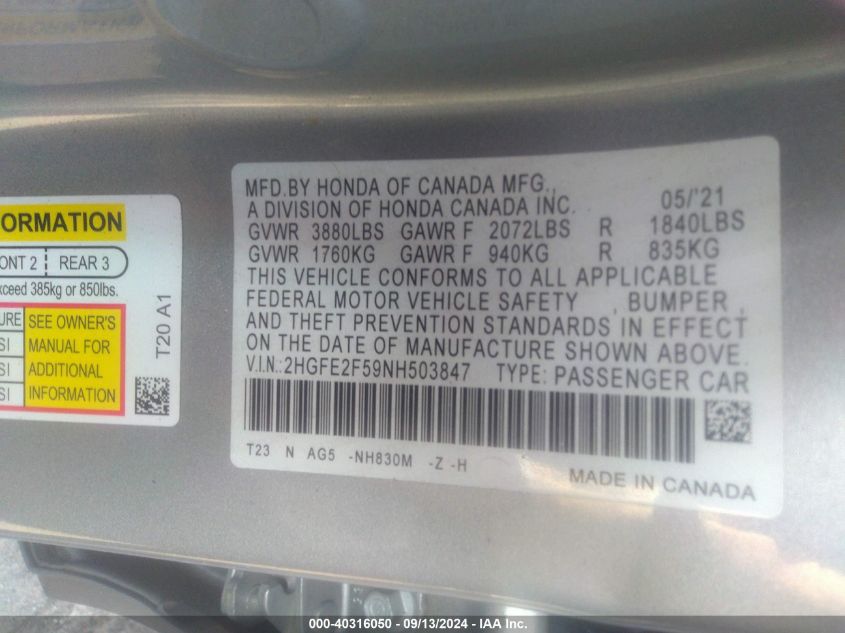 ORMATION
ONT 2 REAR 3
xceed 385kg or 850lbs.
URE SEE OWNER'S
SI MANUAL FOR
SI ADDITIONAL
SI INFORMATION
T20 A1
MFD.BY HONDA OF CANADA MFG., 05/'21
A DIVISION OF HONDA CANADA INC.
GVWR 3880LBS GAWR F 2072LBS R 1840LBS
GVWR 1760KG GAWR F 940KG R 835KG
THIS VEHICLE CONFORMS TO ALL APPLICABLE
FEDERAL MOTOR VEHICLE SAFETY , BUMPER ,
AND THEFT PREVENTION STANDARDS IN EFFECT
ON THE DATE OF MANUFACTURE SHOWN ABOVE.
V.I.N.:2HGFE2F59NH503847 TYPE: PASSENGER CAR
T23 N AG5 -NH830M -Z -H
MADE IN CANADA
000-40316050 - 09/13/2024 - IAA Inc.